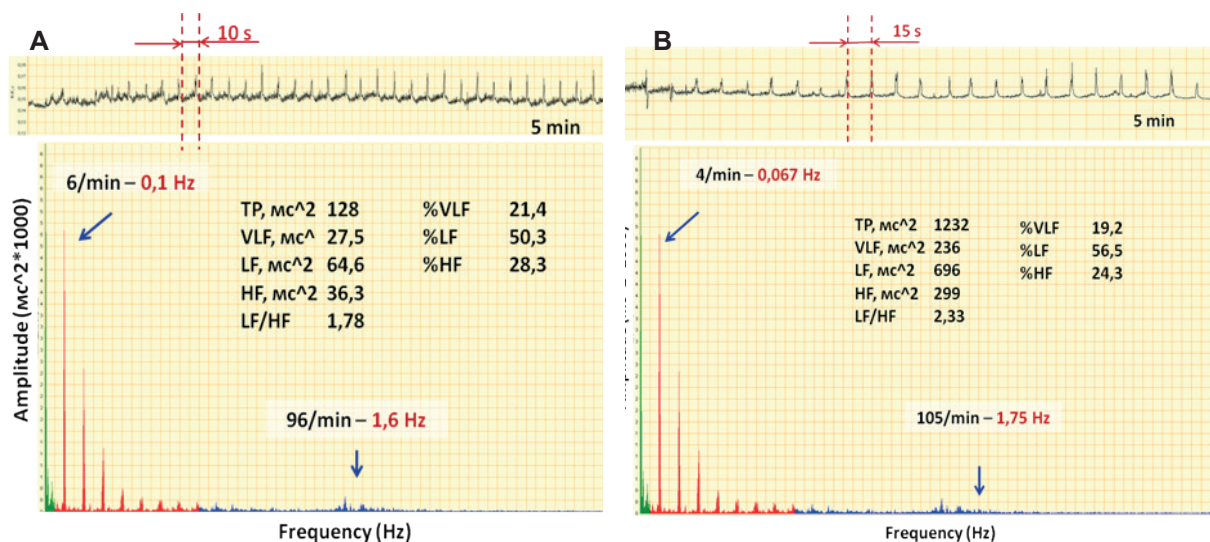 A
10 s
5 min
6/min – 0,1 Hz
TP, мс^2 128 %VLF 21,4
VLF, мс^ 27,5 %LF 50,3
LF, мс^2 64,6 %HF 28,3
HF, мс^2 36,3
LF/HF 1,78
96/min – 1,6 Hz
Amplitude (мс^2*1000)
Frequency (Hz)
B
15 s
5 min
4/min – 0,067 Hz
TP, мс^2 1232 %VLF 19,2
VLF, мс^2 236 %LF 56,5
LF, мс^2 696 %HF 24,3
HF, мс^2 299
LF/HF 2,33
105/min – 1,75 Hz
Frequency (Hz)